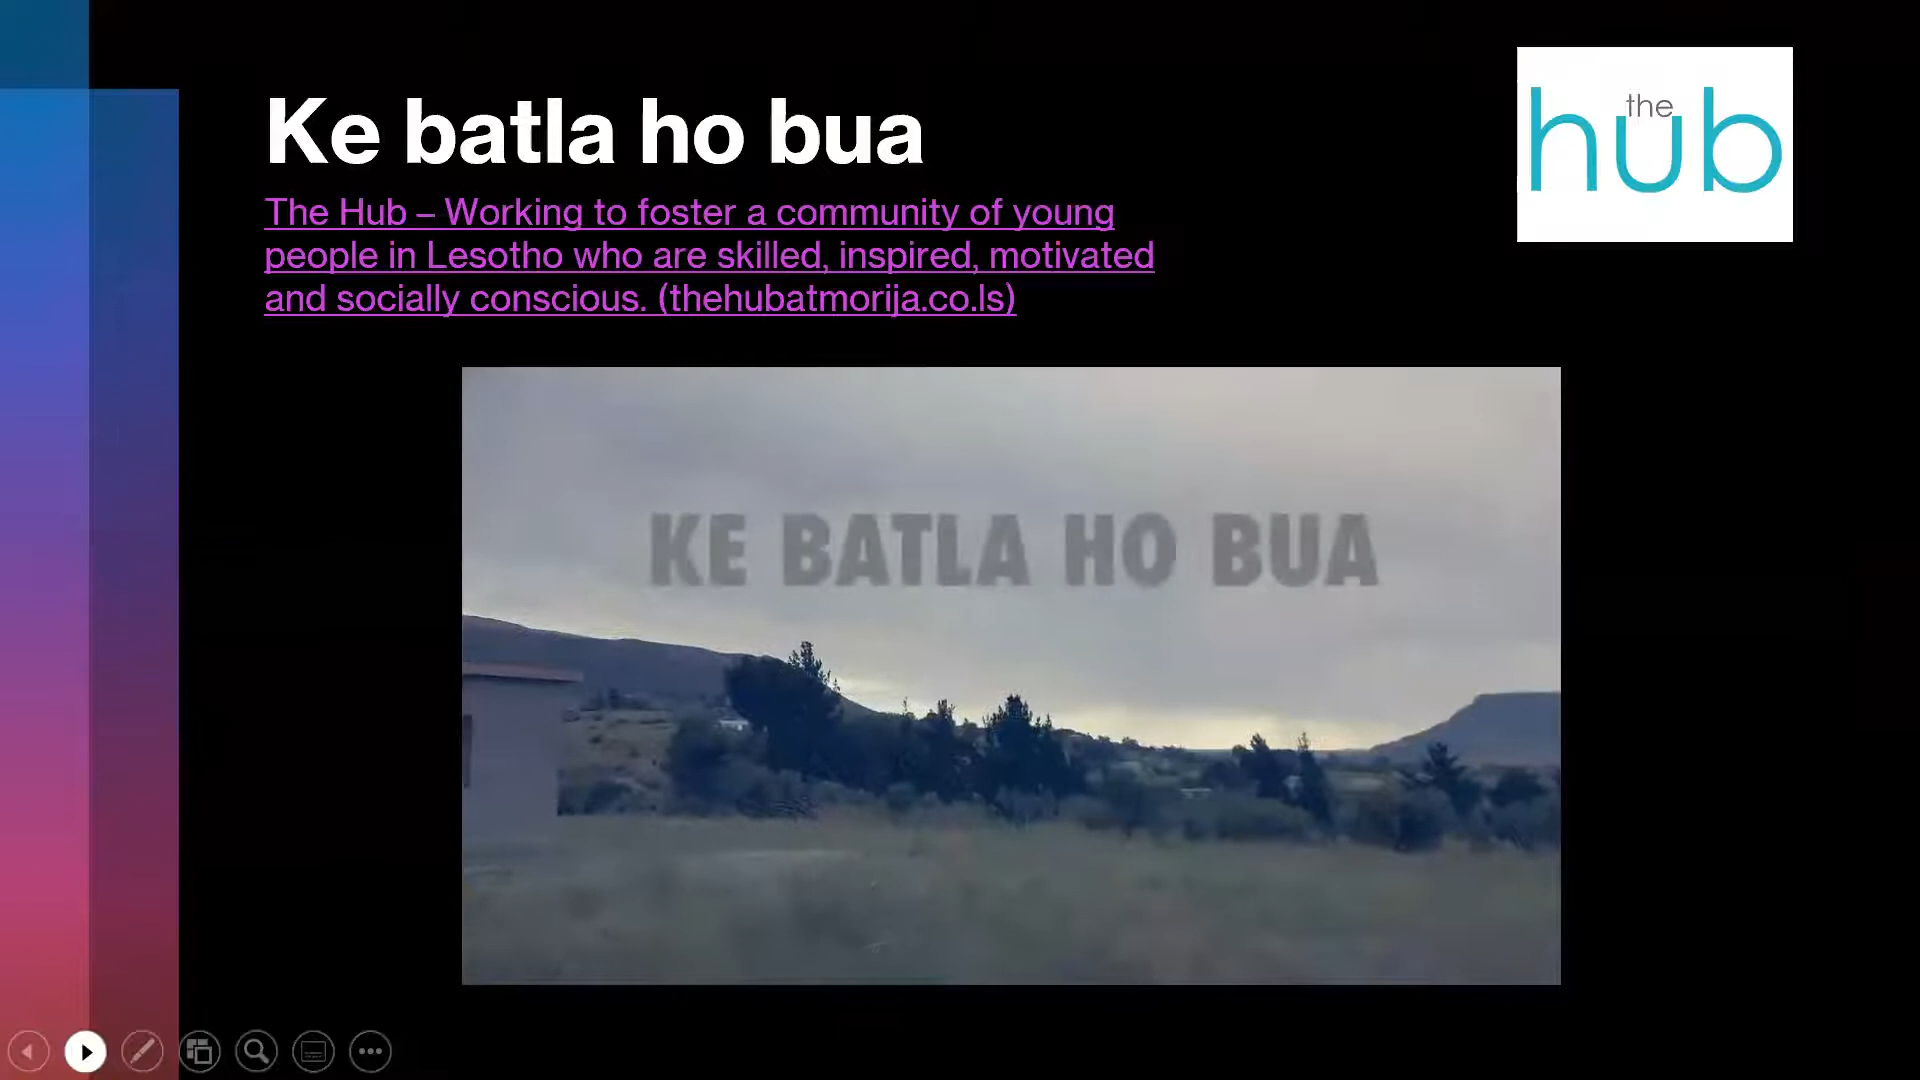 Ke batla ho bua
The Hub – Working to foster a community of young
people in Lesotho who are skilled, inspired, motivated
and socially conscious. (thehubatmorija.co.ls)
the
hub
KE BATLA HO BUA